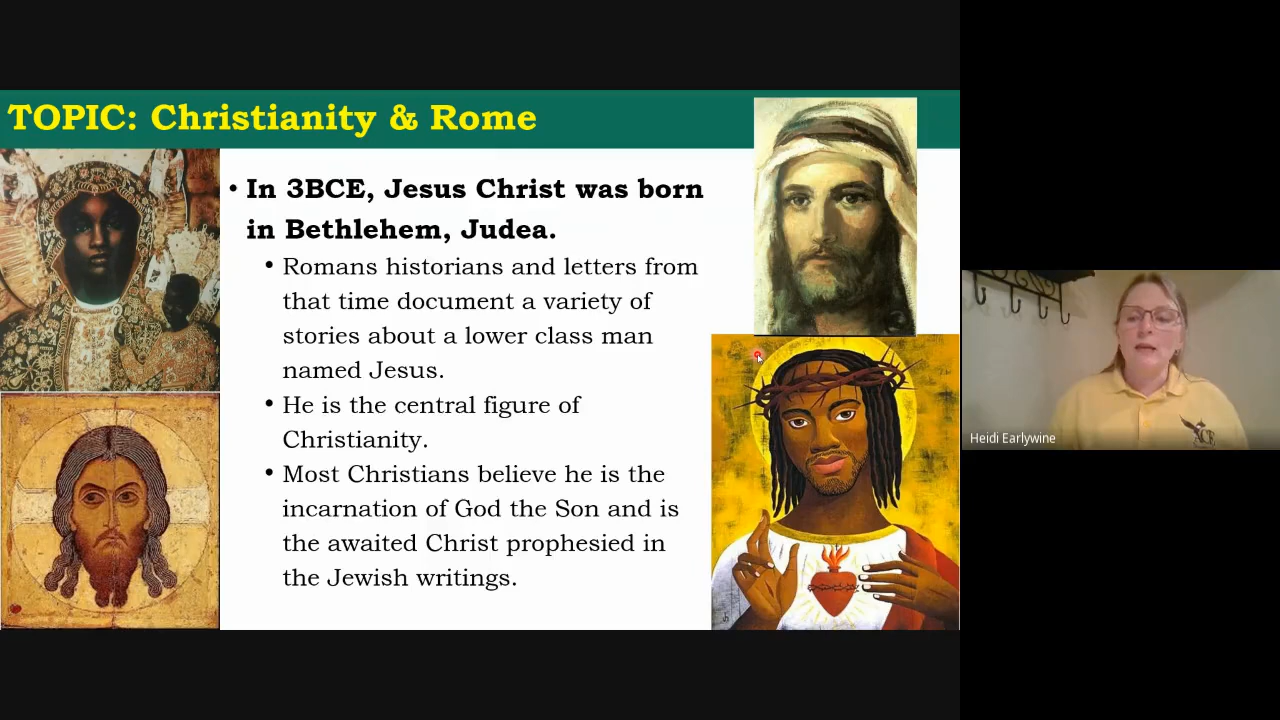 TOPIC: Christianity & Rome
• In 3BCE, Jesus Christ was born
in Bethlehem, Judea.
• Romans historians and letters from
that time document a variety of
stories about a lower class man
named Jesus.
• He is the central figure of
Christianity.
• Most Christians believe he is the
incarnation of God the Son and is
the awaited Christ prophesied in
the Jewish writings.
Heidi Earlywine
ACE